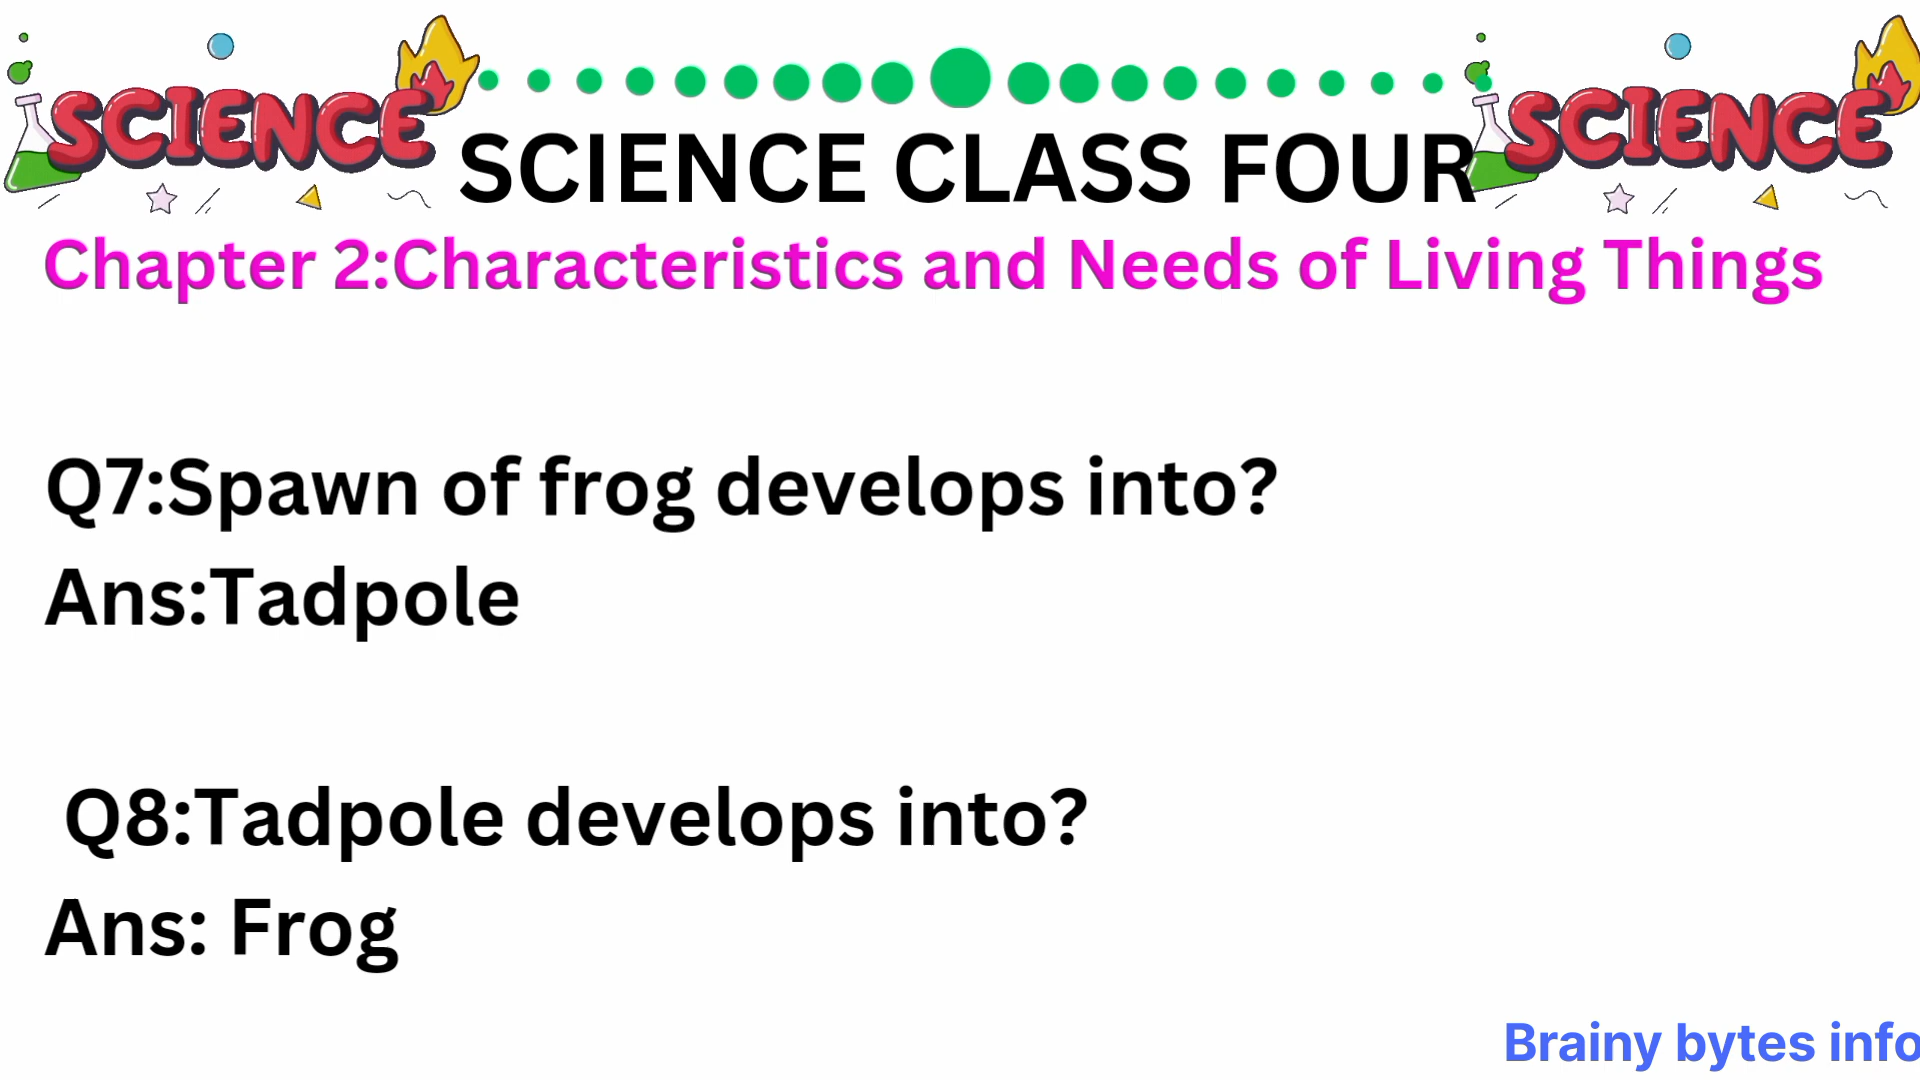 SCIENCE
SCIENCE
SCIENCE CLASS FOUR
Chapter 2:Characteristics and Needs of Living Things
Q7:Spawn of frog develops into?
Ans:Tadpole
Q8:Tadpole develops into?
Ans: Frog
Brainy bytes info